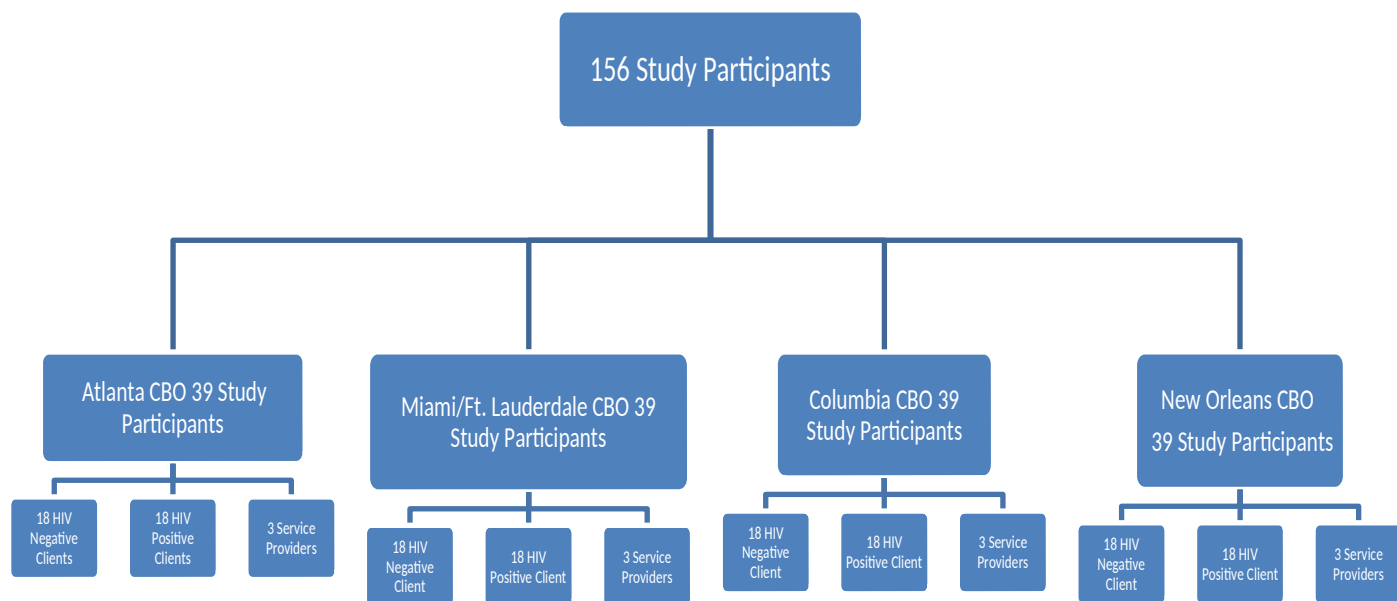 156 Study Participants
Atlanta CBO 39 Study
Participants
Miami/Ft. Lauderdale CBO 39
Study Participants
Columbia CBO 39
Study Participants
New Orleans CBO
39 Study Participants
18 HIV
Negative
Clients
18 HIV
Positive
Clients
3 Service
Providers
18 HIV
Negative
Client
18 HIV
Positive Client
3 Service
Providers
18 HIV
Negative
Client
18 HIV
Positive Client
3 Service
Providers
18 HIV
Negative
Client
18 HIV
Positive Client
3 Service
Providers